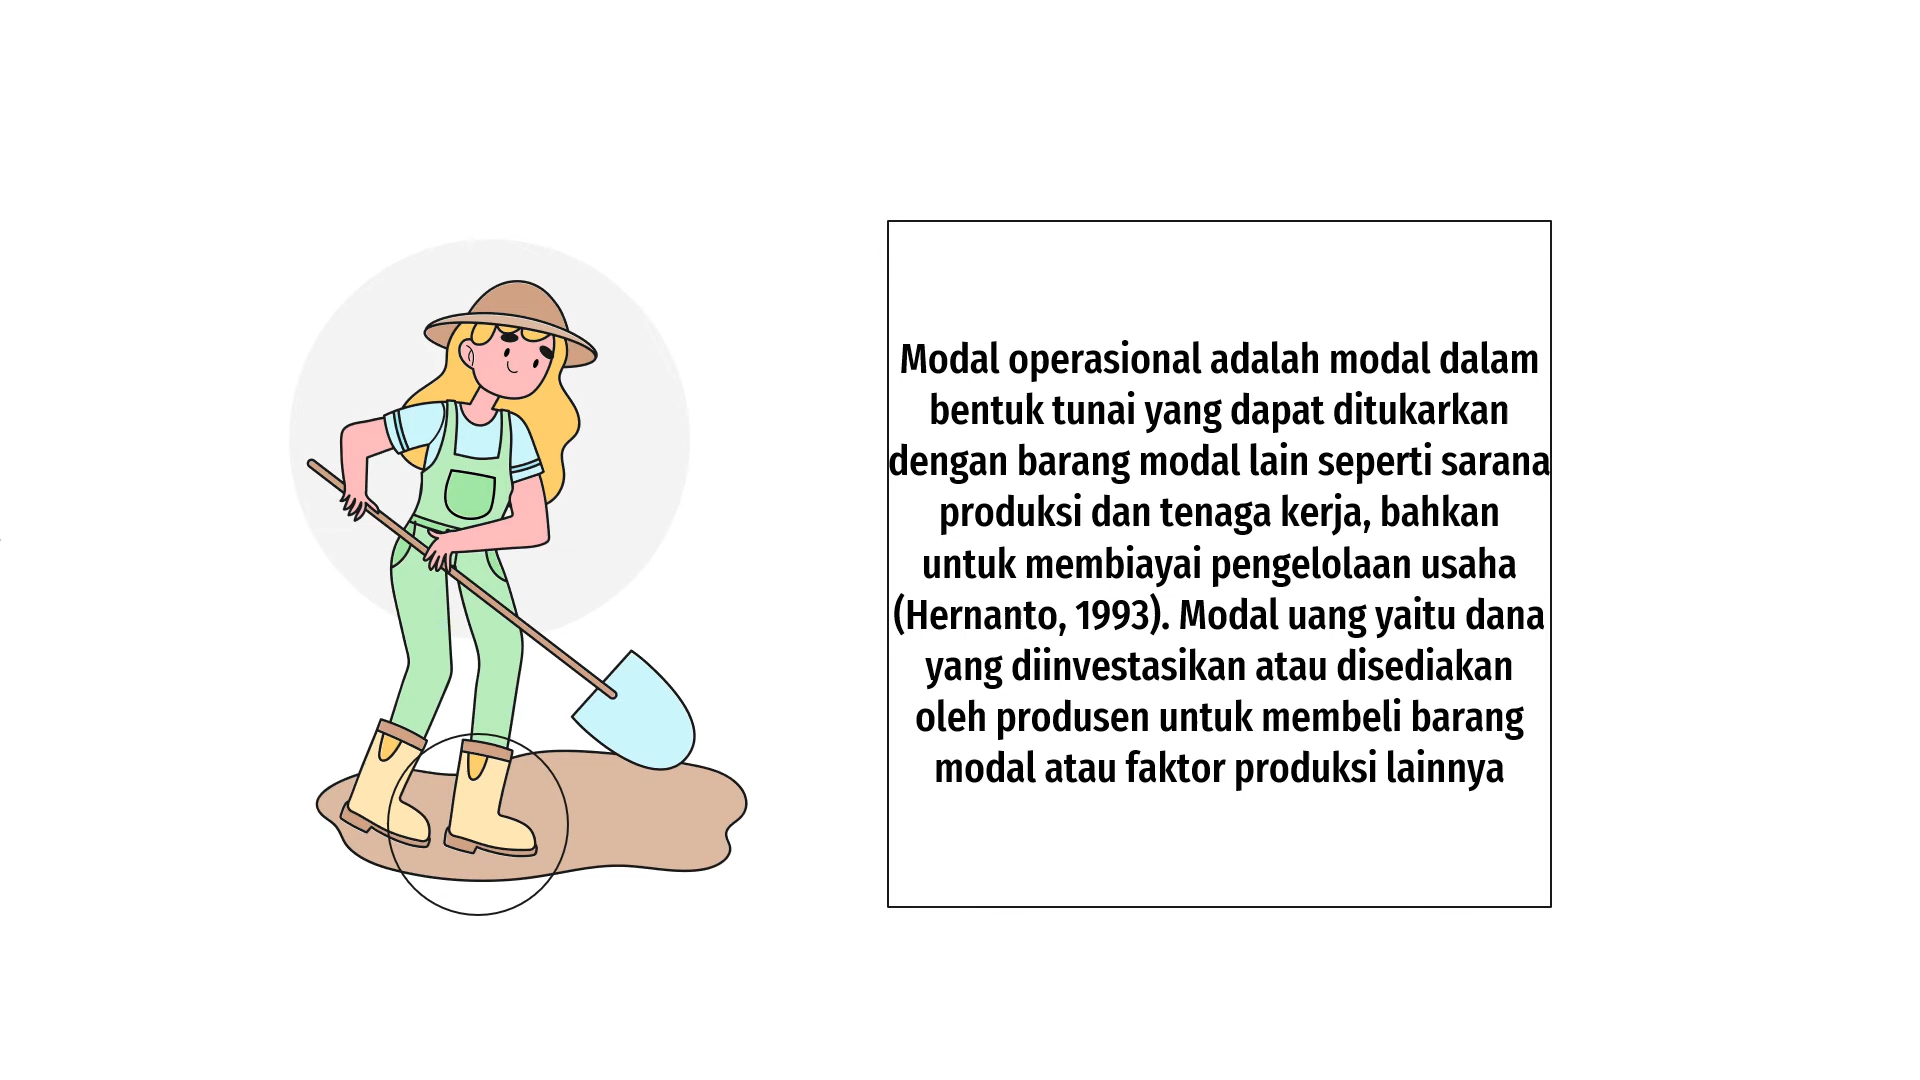 Modal operasional adalah modal dalam
bentuk tunai yang dapat ditukarkan
dengan barang modal lain seperti sarana
produksi dan tenaga kerja, bahkan
untuk membiayai pengelolaan usaha
(Hernanto, 1993). Modal uang yaitu dana
yang diinvestasikan atau disediakan
oleh produsen untuk membeli barang
modal atau faktor produksi lainnya